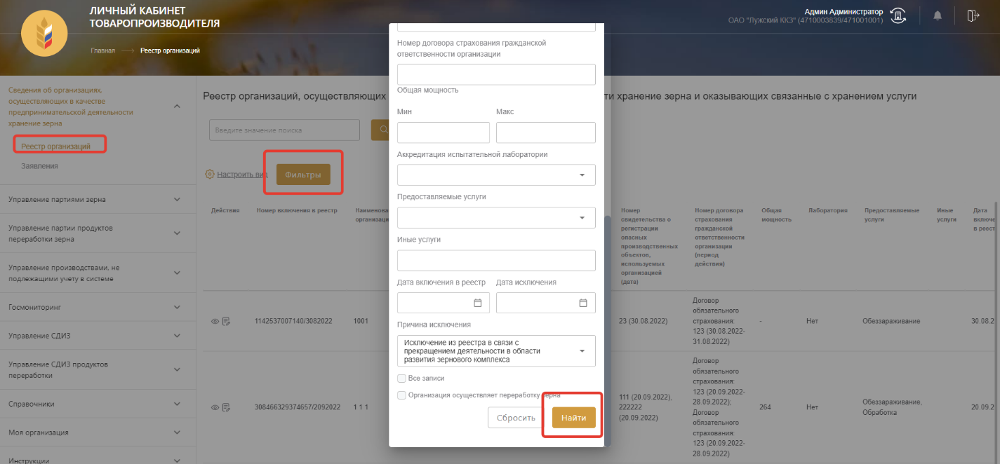 ЛИЧНЫЙ КАБИНЕТ
ТОВАРОПРОИЗВОДИТЕЛЯ
Админ Администратор
ОАО "Лужский ККЗ" (4710003839/471001001)
Главная
Реестр организаций
Сведения об организациях,
осуществляющих в качестве
предпринимательской деятельности
хранение зерна
Реестр организаций
Заявления
Управление партиями зерна
Управление партии продуктов
переработки зерна
Управление производствами, не
подлежащими учету в системе
Госмониторинг
Управление СДИЗ
Управление СДИЗ продуктов
переработки
Справочники
Моя организация
Инструкции
Реестр организаций, осуществляющих
хранение зерна и оказывающих связанные с хранением услуги
Введите значение поиска
Настроить вид
Фильтры
Действия
Номер включения в реестр
Номер
свидетельства о
регистрации
опасных
производственных
объектов,
используемых
организацией
(дата)
Номер договора
страхования
гражданской
ответственности
организации
(период
действия)
Общая
мощность
Лаборатория
Предоставляемые
услуги
Иные
услуги
Дата
1142537007140/3082022
1001
23 (30.08.2022)
Договор
обязательного
страхования:
123 (30.08.2022-
31.08.2022)
-
Нет
Обеззараживание
30.08.2
308466329374657/2092022
1 1 1
111 (20.09.2022),
222222
(20.09.2022)
Договор
обязательного
страхования:
123 (20.09.2022-
28.09.2022);
Договор
обязательного
страхования:
123 (20.09.2022-
28.09.2022)
264
Нет
Обеззараживание,
Обработка
20.09.2
Номер договора страхования гражданской
ответственности организации
Общая мощность
Мин
Макс
Аккредитация испытательной лаборатории
Предоставляемые услуги
Иные услуги
Дата включения в реестр
Дата исключения
Причина исключения
Исключение из реестра в связи с
прекращением деятельности в области
развития зернового комплекса
Все записи
Организация осуществляет переработку зерна
Сбросить
Найти